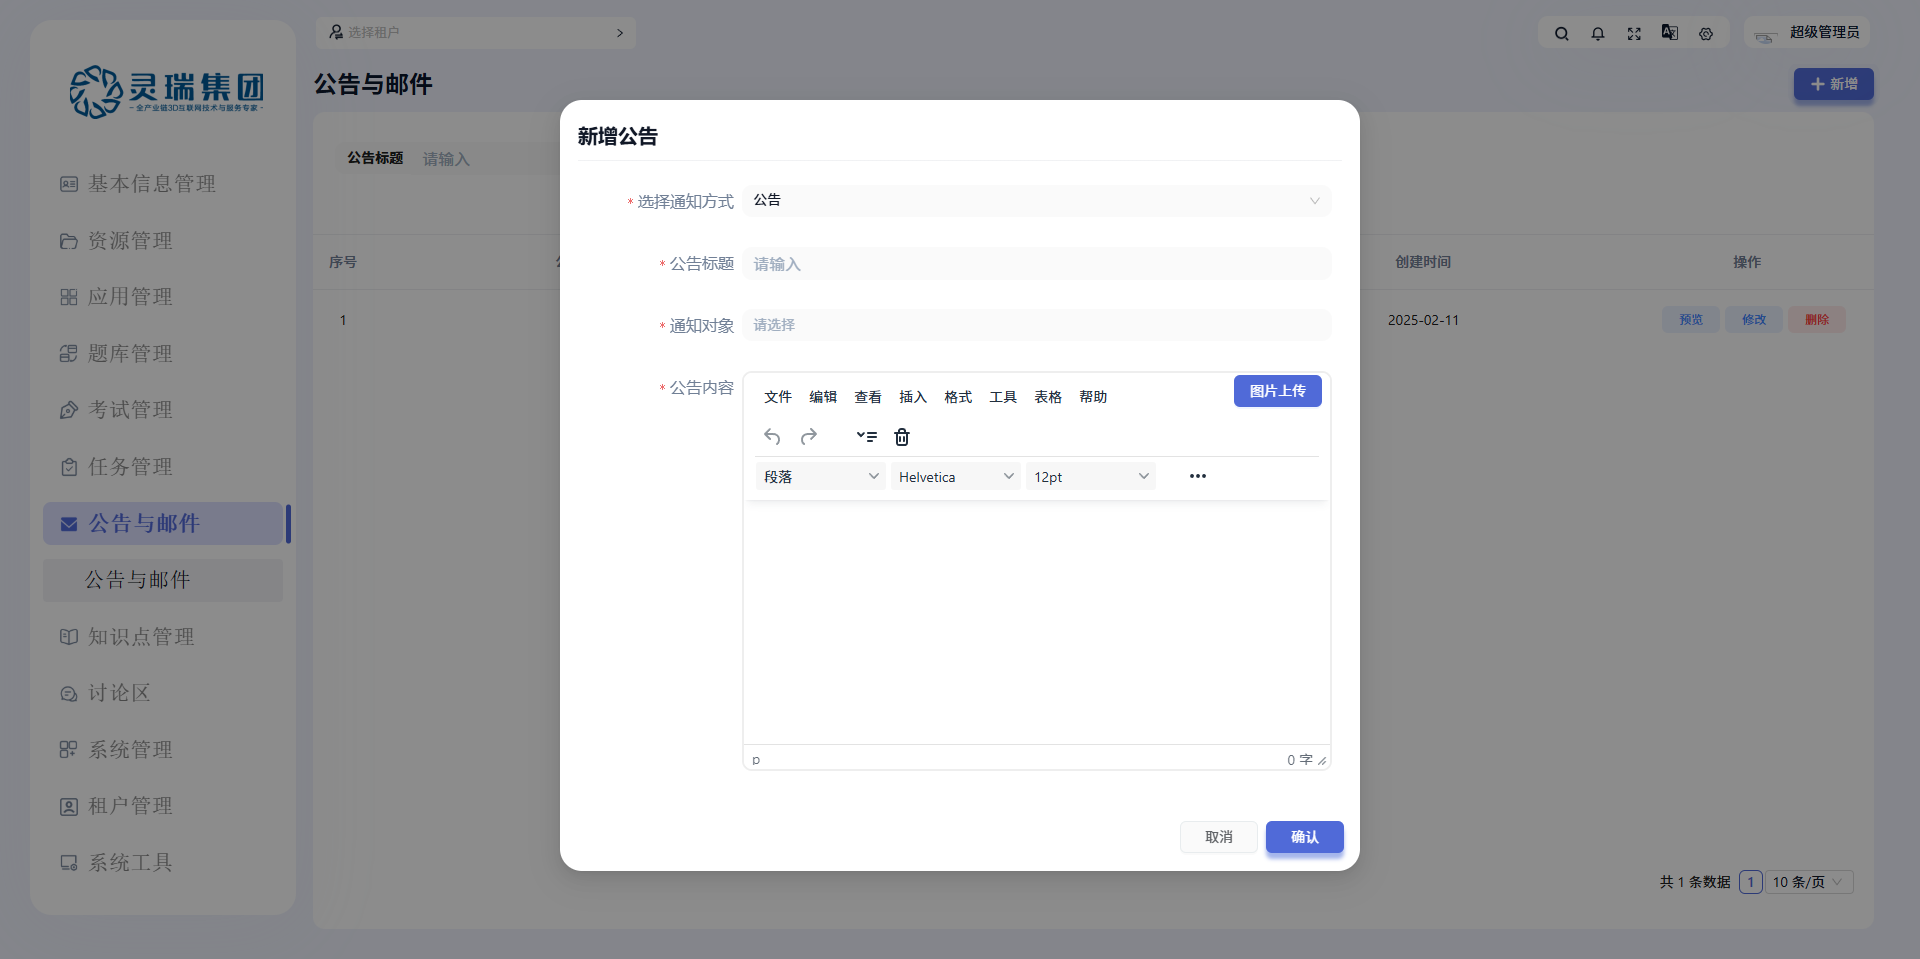 灵瑞集团
- 全产业链3D互联网技术与服务专家 -
基本信息管理
资源管理
应用管理
题库管理
考试管理
任务管理
公告与邮件
公告与邮件
知识点管理
讨论区
系统管理
租户管理
系统工具
选择租户
超级管理员
公告与邮件
新增
公告标题 请输入
序号 创建时间 操作
1 2025-02-11 预览 修改 删除
共 1 条数据 1 10 条/页
新增公告
* 选择通知方式 公告
* 公告标题 请输入
* 通知对象 请选择
* 公告内容
文件 编辑 查看 插入 格式 工具 表格 帮助 图片上传
段落 Helvetica 12pt
p 0 字
取消 确认